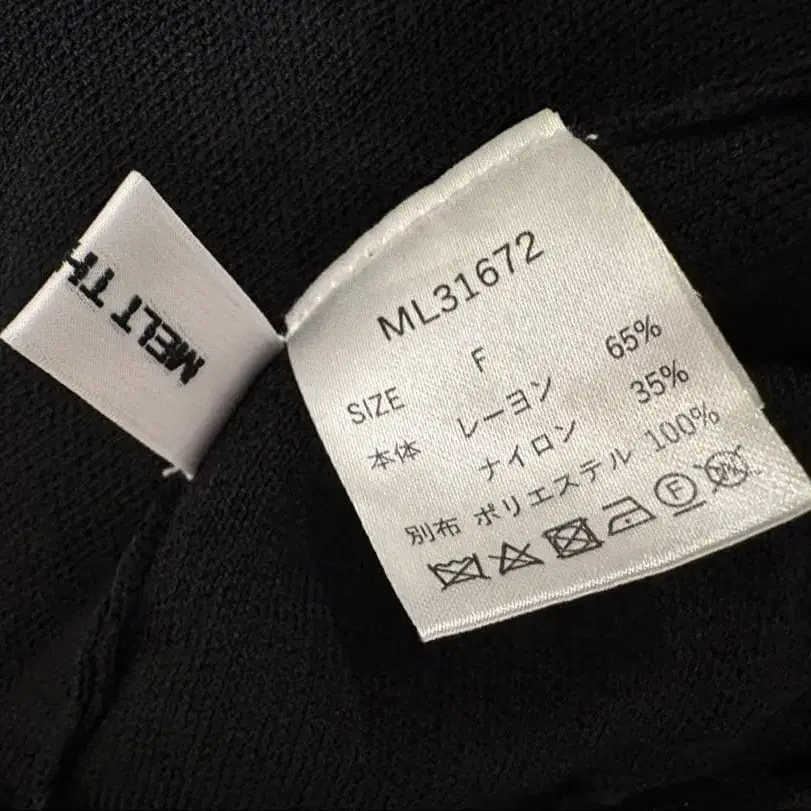 MELT TH
ML31672
SIZE F
本体 レーヨン 65%
ナイロン 35%
別布 ポリエステル 100%
F